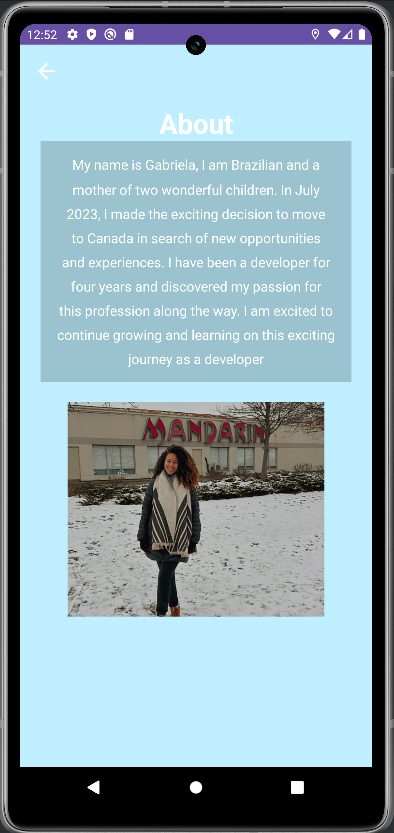 12:52
About
My name is Gabriela, I am Brazilian and a
mother of two wonderful children. In July
2023, I made the exciting decision to move
to Canada in search of new opportunities
and experiences. I have been a developer for
four years and discovered my passion for
this profession along the way. I am excited to
continue growing and learning on this exciting
journey as a developer
MANDARIN